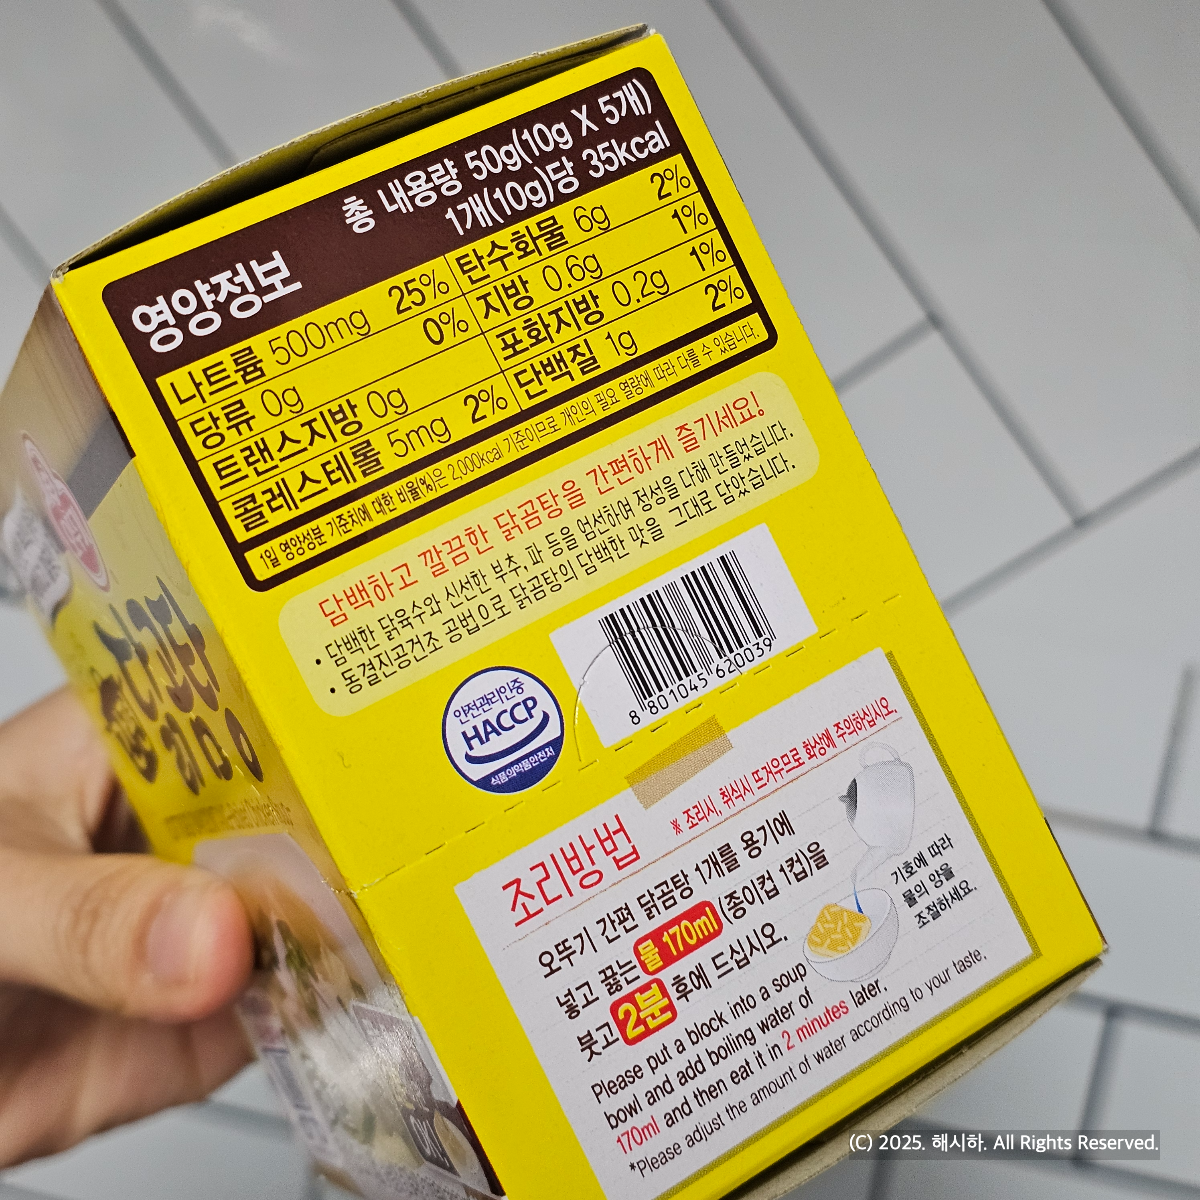 영양정보
총 내용량 50g(10g X 5개)
1개(10g)당 35kcal
나트륨 500mg 25%
탄수화물 6g 2%
당류 0g 0%
지방 0.6g 1%
트랜스지방 0g
포화지방 0.2g 1%
콜레스테롤 5mg 2%
단백질 1g 2%
1일 영양성분 기준치에 대한 비율(%)은 2,000kcal 기준이므로 개인의 필요 열량에 따라 다를 수 있습니다.
담백하고 깔끔한 닭곰탕을 간편하게 즐기세요!
• 담백한 닭육수와 신선한 부추, 파 등을 엄선하여 정성을 다해 만들었습니다.
• 동결진공건조 공법으로 닭곰탕의 담백한 맛을 그대로 담았습니다.
안전관리인증
HACCP
식품의약품안전처
8 801045 620039
조리방법
※ 조리시, 취식시 뜨거우므로 화상에 주의하십시오.
오뚜기 간편 닭곰탕 1개를 용기에
넣고 끓는 물 170ml (종이컵 1컵)을
붓고 2분 후에 드십시오.
기호에 따라
물의 양을
조절하세요.
Please put a block into a soup
bowl and add boiling water of
170ml and then eat it in 2 minutes later.
*Please adjust the amount of water according to your taste.
닭곰탕
(C) 2025. 해시하. All Rights Reserved.